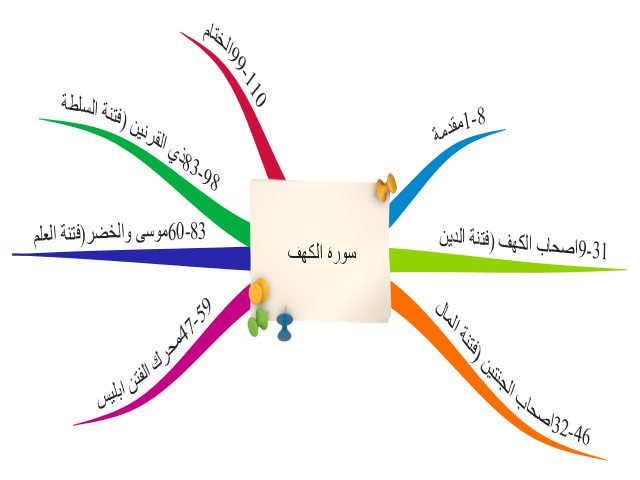 سورة الكهف
1-8مقدمة
9-31اصحاب الكهف (فتنة الدين
32-46اصحاب الجنتين (فتنة المال
47-59محرك الفتن ابليس
60-83موسى والخضر(فتنة العلم
83-98ذي القرنين (فتنة السلطة
99-110الختام